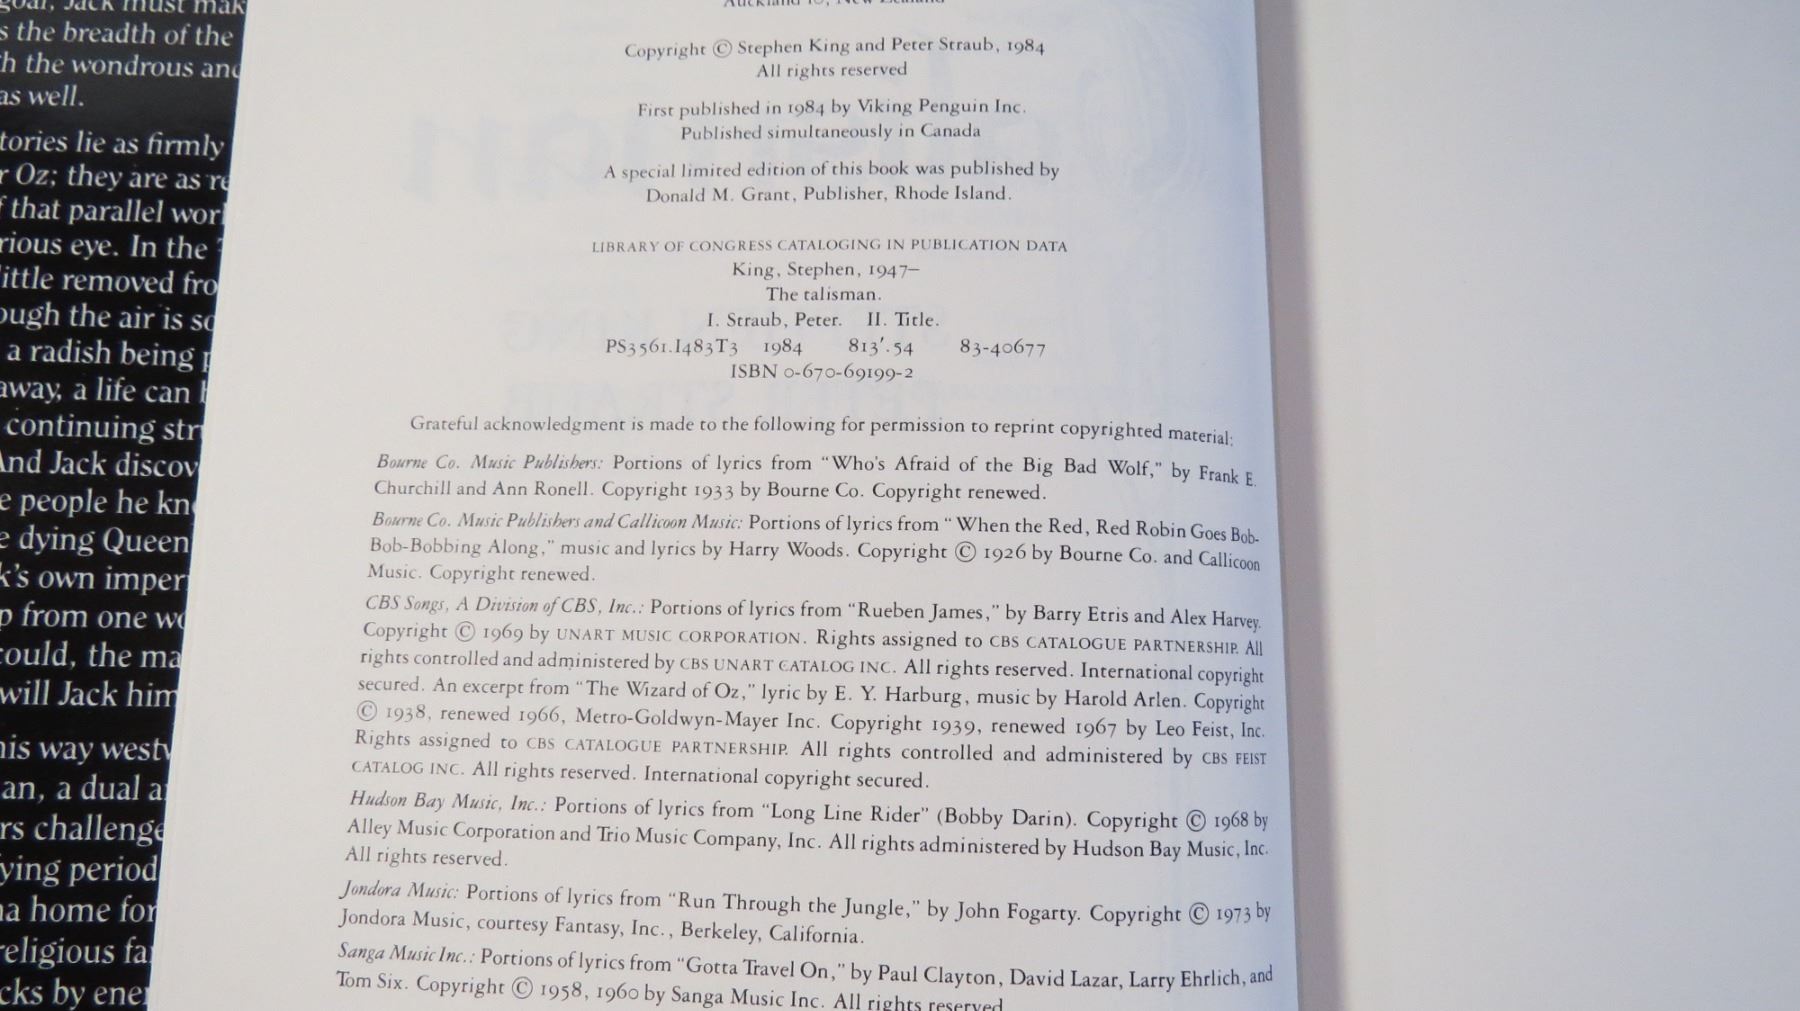 goal, Jack must mak
s the breadth of the
h the wondrous and
as well.
tories lie as firmly
r Oz; they are as re
f that parallel worl
rious eye. In the
ittle removed fro
ough the air is so
a radish being p
away, a life can b
continuing str
And Jack discov
e people he kn
e dying Queen
k's own imper
p from one wo
could, the ma
will Jack him
his way westw
an, a dual a
rs challenge
ying period
na home for
religious fa
cks by ene
Auckland 10, New Zealand
Copyright © Stephen King and Peter Straub, 1984
All rights reserved
First published in 1984 by Viking Penguin Inc.
Published simultaneously in Canada
A special limited edition of this book was published by
Donald M. Grant, Publisher, Rhode Island.
LIBRARY OF CONGRESS CATALOGING IN PUBLICATION DATA
King, Stephen, 1947–
The talisman.
I. Straub, Peter. II. Title.
PS3561.I483T3 1984 813'.54 83-40677
ISBN 0-670-69199-2
Grateful acknowledgment is made to the following for permission to reprint copyrighted material:
Bourne Co. Music Publishers: Portions of lyrics from “Who's Afraid of the Big Bad Wolf,” by Frank E.
Churchill and Ann Ronell. Copyright 1933 by Bourne Co. Copyright renewed.
Bourne Co. Music Publishers and Callicoon Music: Portions of lyrics from “When the Red, Red Robin Goes Bob-
Bob-Bobbing Along,” music and lyrics by Harry Woods. Copyright © 1926 by Bourne Co. and Callicoon
Music. Copyright renewed.
CBS Songs, A Division of CBS, Inc.: Portions of lyrics from “Rueben James,” by Barry Etris and Alex Harvey.
Copyright © 1969 by UNART MUSIC CORPORATION. Rights assigned to CBS CATALOGUE PARTNERSHIP. All
rights controlled and administered by CBS UNART CATALOG INC. All rights reserved. International copyright
secured. An excerpt from “The Wizard of Oz,” lyric by E. Y. Harburg, music by Harold Arlen. Copyright
© 1938, renewed 1966, Metro-Goldwyn-Mayer Inc. Copyright 1939, renewed 1967 by Leo Feist, Inc.
Rights assigned to CBS CATALOGUE PARTNERSHIP. All rights controlled and administered by CBS FEIST
CATALOG INC. All rights reserved. International copyright secured.
Hudson Bay Music, Inc.: Portions of lyrics from “Long Line Rider” (Bobby Darin). Copyright © 1968 by
Alley Music Corporation and Trio Music Company, Inc. All rights administered by Hudson Bay Music, Inc.
All rights reserved.
Jondora Music: Portions of lyrics from “Run Through the Jungle,” by John Fogarty. Copyright © 1973 by
Jondora Music, courtesy Fantasy, Inc., Berkeley, California.
Sanga Music Inc.: Portions of lyrics from “Gotta Travel On,” by Paul Clayton, David Lazar, Larry Ehrlich, and
Tom Six. Copyright © 1958, 1960 by Sanga Music Inc. All rights reserved